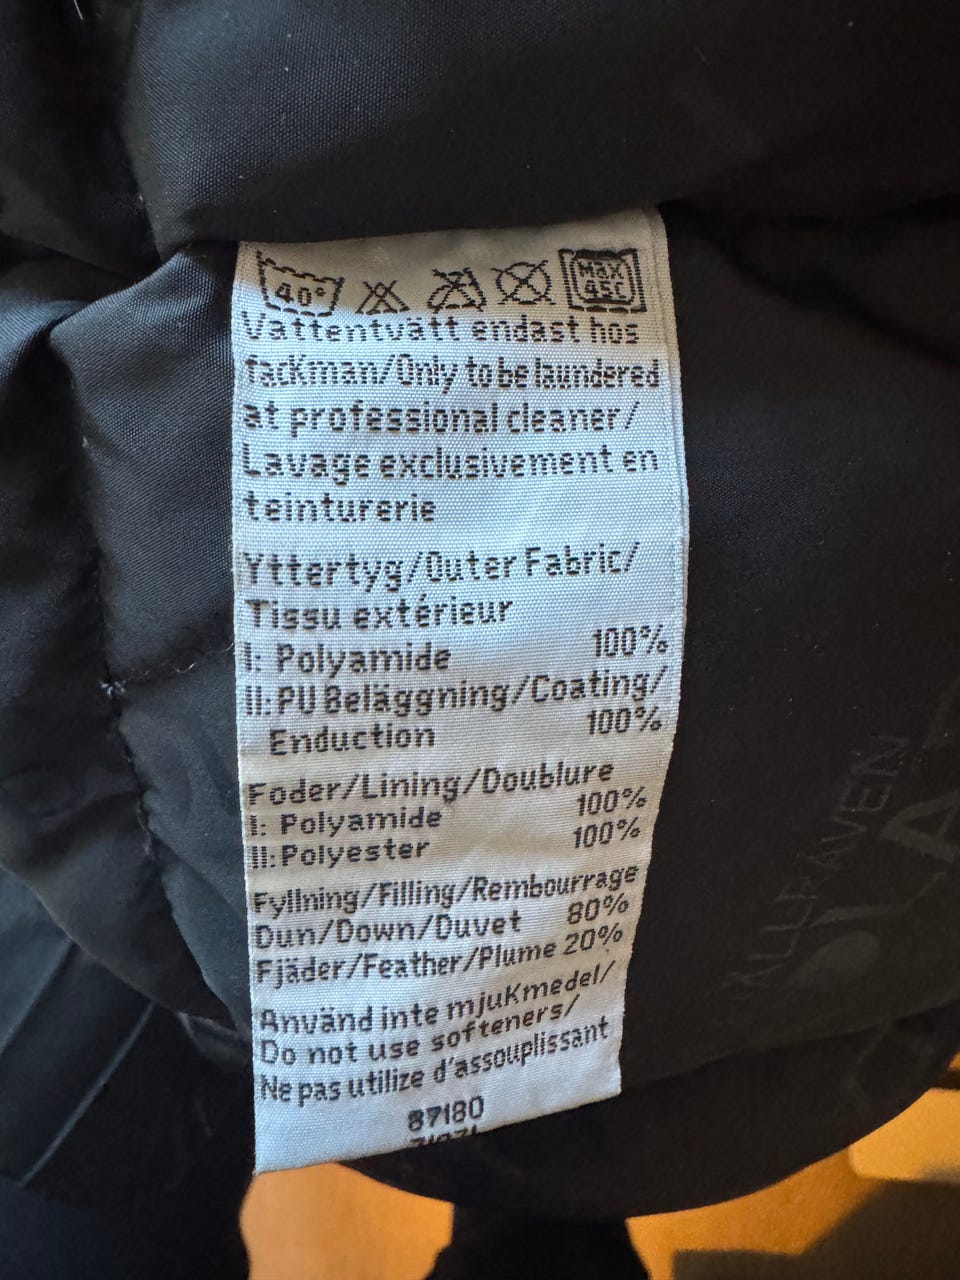 40°
MAX
45C
Vattentvätt endast hos
fackman/Only to be laundered
at professional cleaner/
Lavage exclusivement en
teinturerie
Yttertyg/Outer Fabric/
Tissu extérieur
I: Polyamide 100%
II: PU Beläggning/Coating/
Enduction 100%
Foder/Lining/Doublure
I: Polyamide 100%
II: Polyester 100%
Fyllning/Filling/Rembourrage
Dun/Down/Duvet 80%
Fjäder/Feather/Plume 20%
Använd inte mjukmedel/
Do not use softeners/
Ne pas utilize d'assouplissant
87180